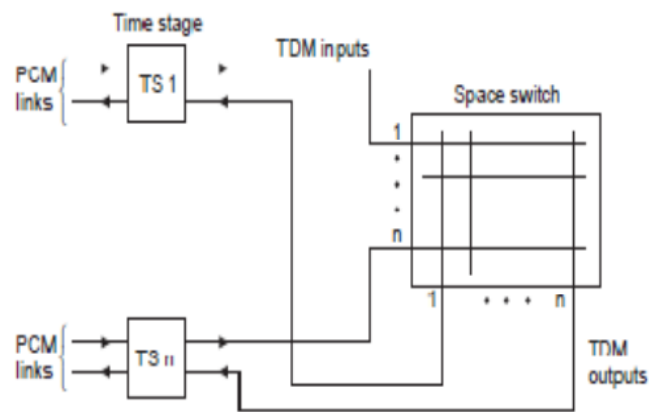 Time stage
PCM
links
TS 1
TDM inputs
Space switch
1
n
1
n
PCM
links
TS n
TDM
outputs